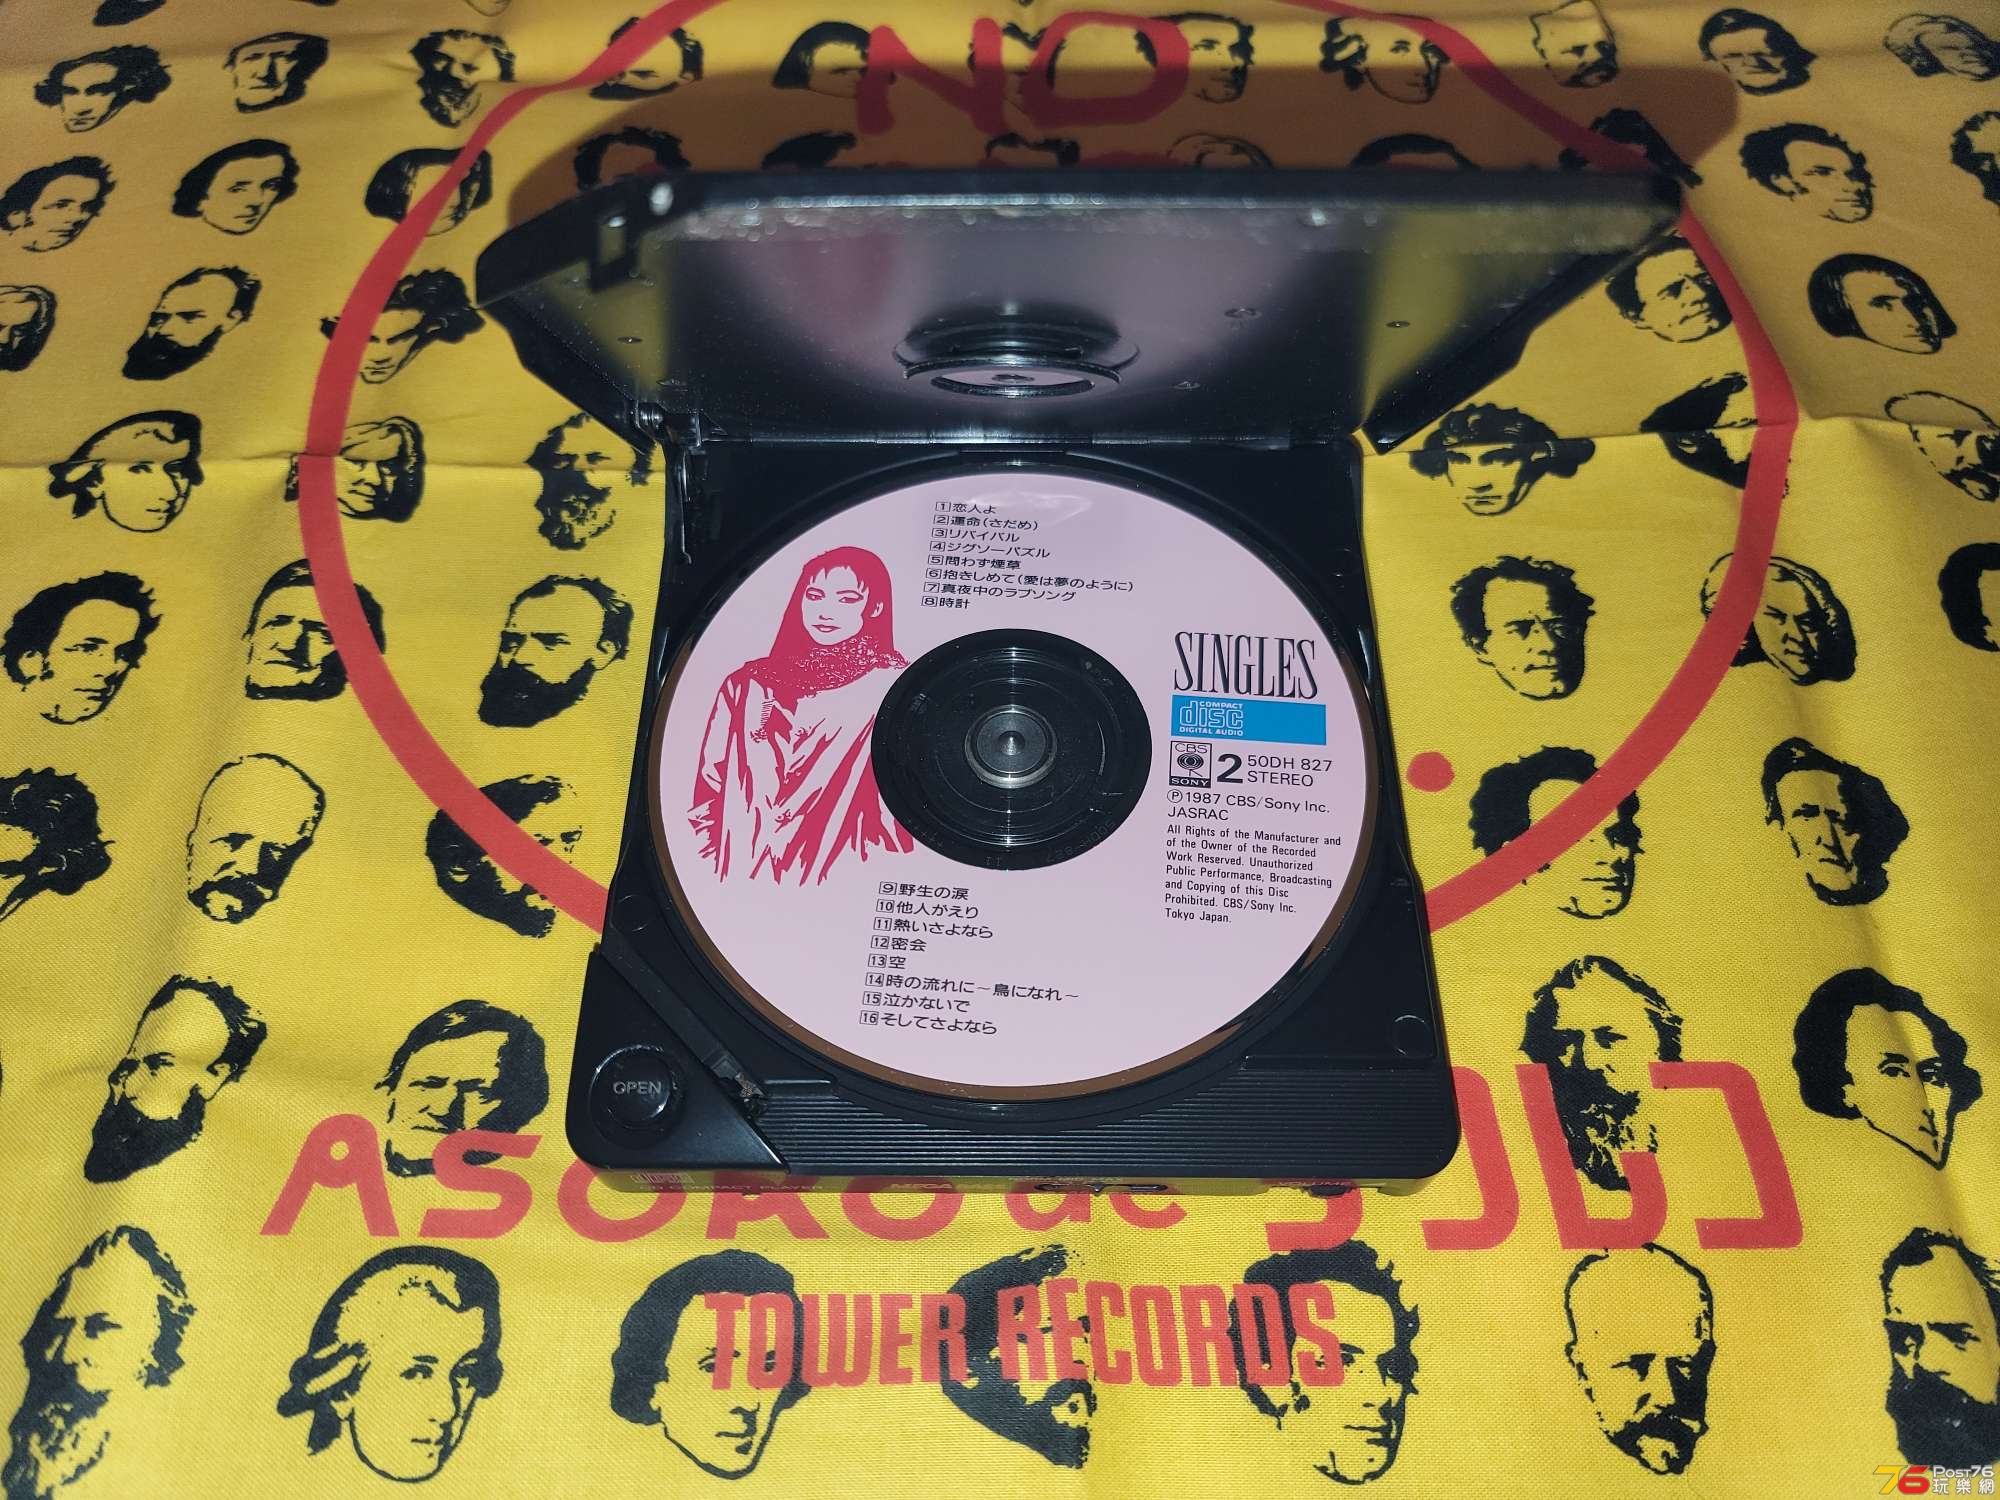 NO
1 恋人よ
2 運命(さだめ)
3 リバイバル
4 ジグソーパズル
5 問わず煙草
6 抱きしめて(愛は夢のように)
7 真夜中のラブソング
8 時計
SINGLES
COMPACT
disc
DIGITAL AUDIO
CBS
SONY
2 50DH 827
STEREO
Ⓟ1987 CBS/Sony Inc.
JASRAC
All Rights of the Manufacturer and
of the Owner of the Recorded
Work Reserved. Unauthorized
Public Performance, Broadcasting
and Copying of this Disc
Prohibited. CBS/Sony Inc.
Tokyo Japan.
9 野生の涙
10 他人がえり
11 熱いさよなら
12 密会
13 空
14 時の流れに〜鳥になれ〜
15 泣かないで
16 そしてさよなら
OPEN
CD COMPACT PLAYER
MEGA
VOLUME
de
TOWER RECORDS
76 Post76
玩樂網